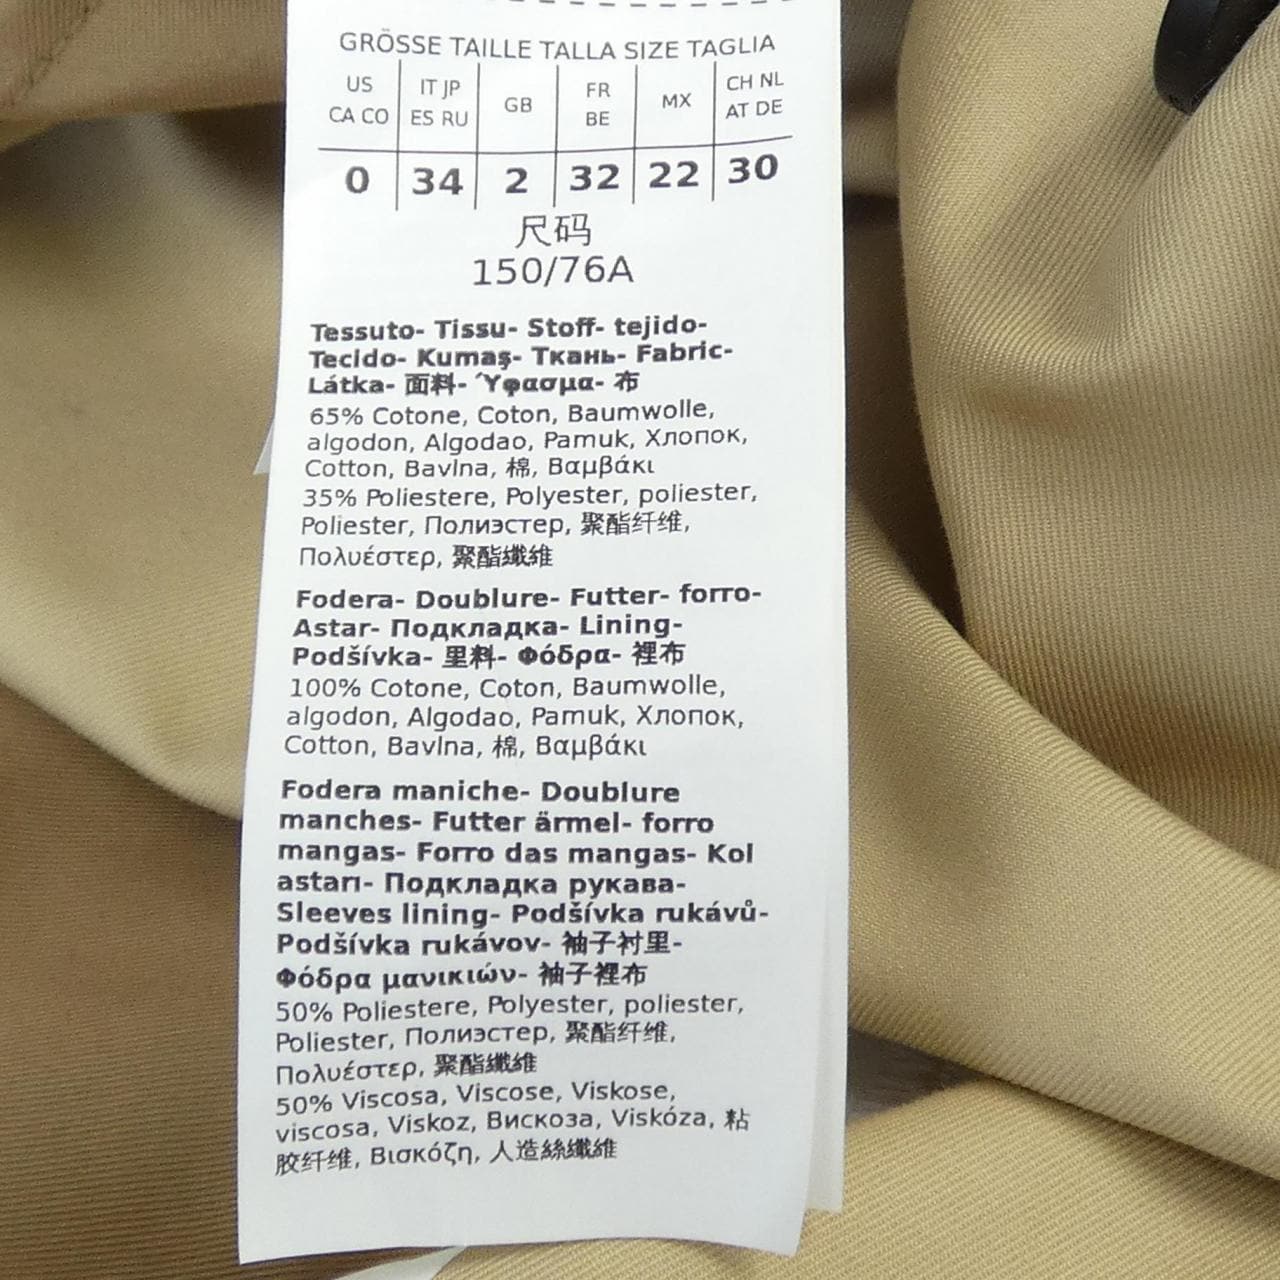 GRÖSSE TAILLE TALLA SIZE TAGLIA
US CA CO | IT JP ES RU | GB | FR BE | MX | CH NL AT DE
0 | 34 | 2 | 32 | 22 | 30
尺码
150/76A
Tessuto- Tissu- Stoff- tejido-
Tecido- Kumaş- Ткань- Fabric-
Látka- 面料- Ύφασμα- 布
65% Cotone, Coton, Baumwolle,
algodon, Algodao, Pamuk, Хлопок,
Cotton, Bavlna, 棉, Βαμβάκι
35% Poliestere, Polyester, poliester,
Poliester, Полиэстер, 聚酯纤维,
Πολυέστερ, 聚酯纖維
Fodera- Doublure- Futter- forro-
Astar- Подкладка- Lining-
Podšívka- 里料- Φόδρα- 裡布
100% Cotone, Coton, Baumwolle,
algodon, Algodao, Pamuk, Хлопок,
Cotton, Bavlna, 棉, Βαμβάκι
Fodera maniche- Doublure
manches- Futter ärmel- forro
mangas- Forro das mangas- Kol
astarı- Подкладка рукава-
Sleeves lining- Podšívka rukávů-
Podšívka rukávov- 袖子衬里-
Φόδρα μανικιών- 袖子裡布
50% Poliestere, Polyester, poliester,
Poliester, Полиэстер, 聚酯纤维,
Πολυέστερ, 聚酯纖維
50% Viscosa, Viscose, Viskose,
viscosa, Viskoz, Вискоза, Viskóza, 粘
胶纤维, Βισκόζη, 人造絲纖維